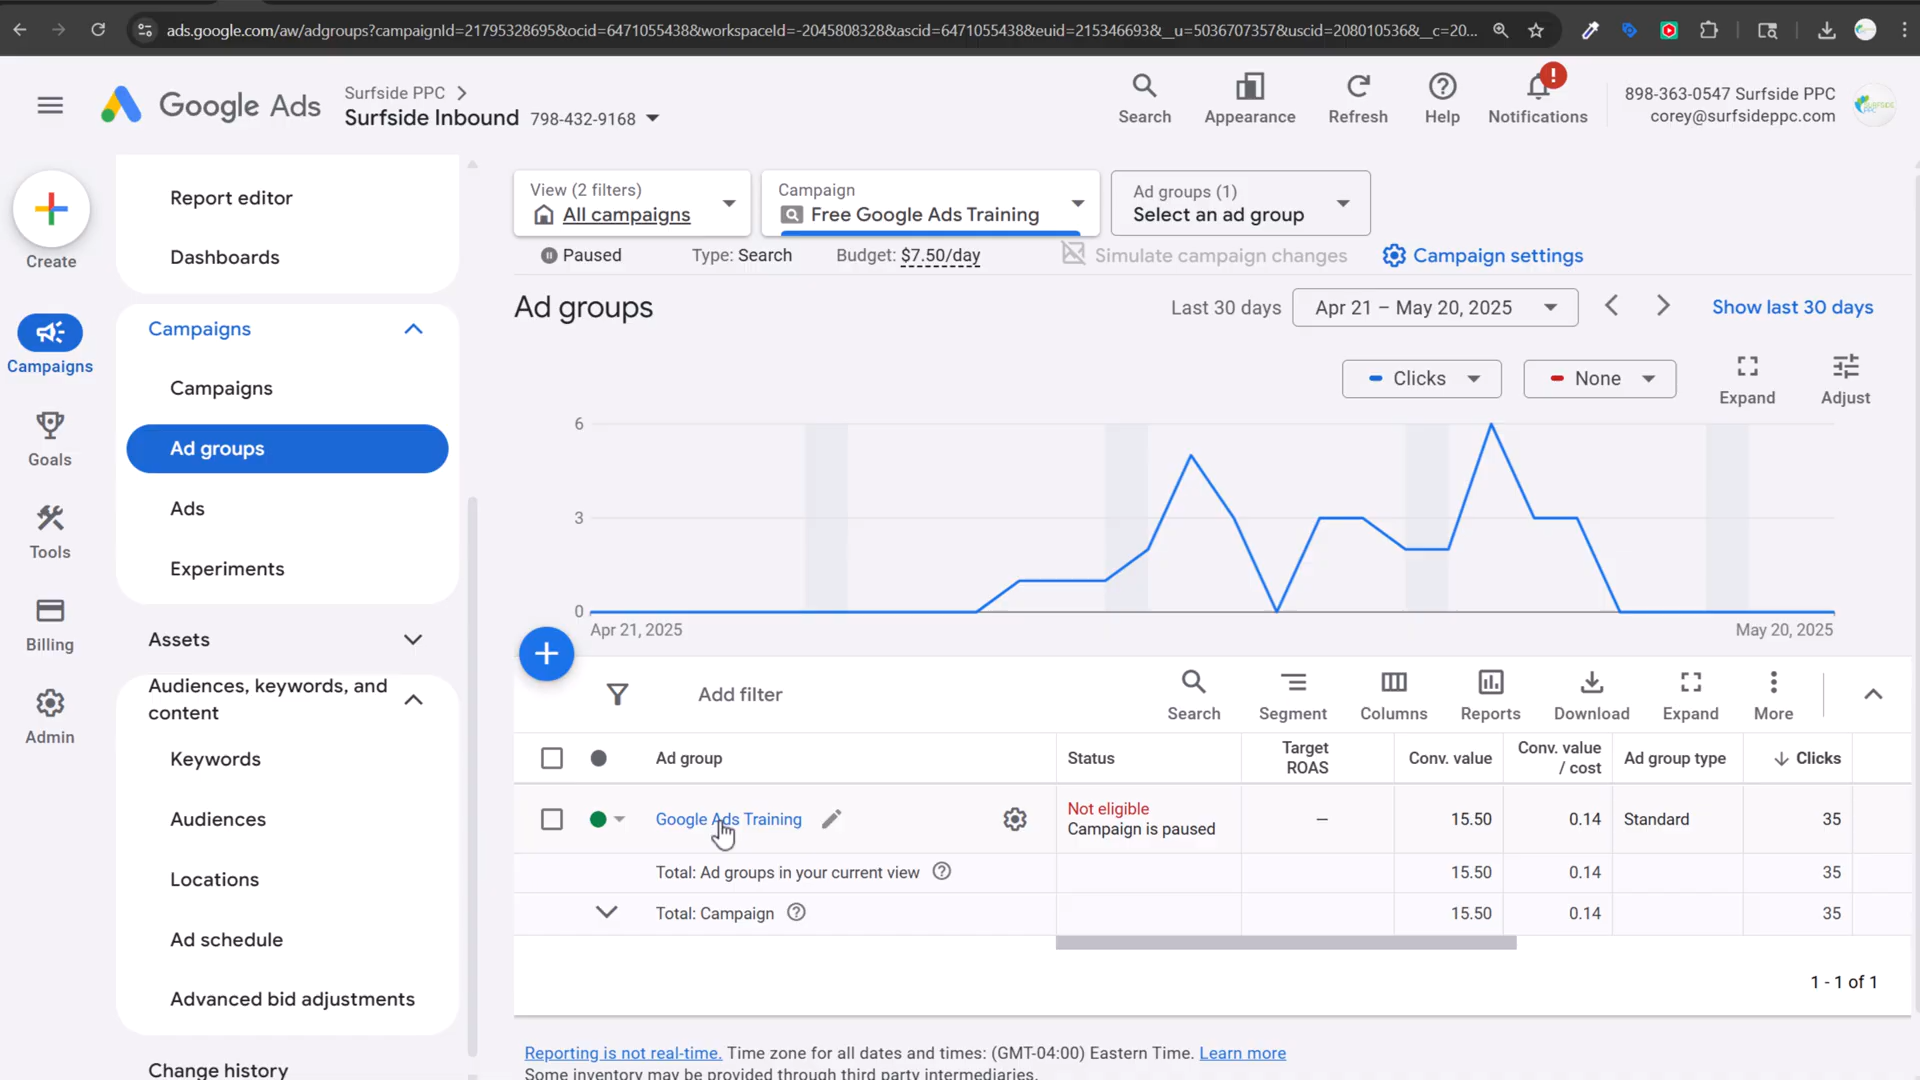 ads.google.com/aw/adgroups?campaignId=21795328695&ocid=6471055438&workspaceId=-2045808328&ascid=6471055438&euid=215346693&__u=5036707357&uscid=208010536&__c=20...
Google Ads
Surfside PPC
Surfside Inbound 798-432-9168
Search
Appearance
Refresh
Help
!
Notifications
898-363-0547 Surfside PPC
corey@surfsideppc.com
Create
Campaigns
Goals
Tools
Billing
Admin
Report editor
Dashboards
Campaigns
Campaigns
Ad groups
Ads
Experiments
Assets
Audiences, keywords, and
content
Keywords
Audiences
Locations
Ad schedule
Advanced bid adjustments
Change history
View (2 filters)
All campaigns
Campaign
Free Google Ads Training
Ad groups (1)
Select an ad group
Paused
Type: Search
Budget: $7.50/day
Simulate campaign changes
Campaign settings
Ad groups
Last 30 days
Apr 21 – May 20, 2025
Show last 30 days
Clicks
None
Expand
Adjust
6
3
0
Apr 21, 2025
May 20, 2025
Add filter
Search
Segment
Columns
Reports
Download
Expand
More
Ad group
Status
Target
ROAS
Conv. value
Conv. value
/ cost
Ad group type
Clicks
Google Ads Training
Not eligible
Campaign is paused
—
15.50
0.14
Standard
35
Total: Ad groups in your current view
15.50
0.14
35
Total: Campaign
15.50
0.14
35
1 - 1 of 1
Reporting is not real-time. Time zone for all dates and times: (GMT-04:00) Eastern Time. Learn more
Some inventory may be provided through third party intermediaries.